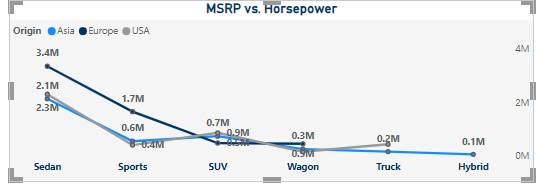 MSRP vs. Horsepower
Origin Asia Europe USA
3.4M
4M
2.1M
2.3M
1.7M
2M
0.6M
0.4M
0.7M
0.9M
0.3M
0.2M
0.1M
0M
Sedan Sports SUV Wagon Truck Hybrid